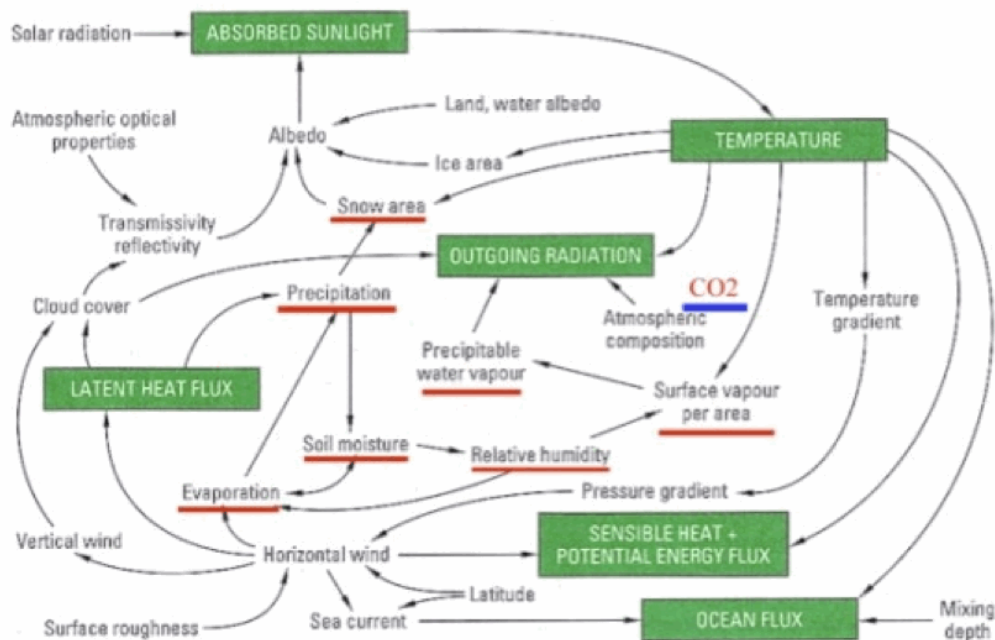 Solar radiation
ABSORBED SUNLIGHT
Land, water albedo
Atmospheric optical
properties
Albedo
TEMPERATURE
Ice area
Snow area
Transmissivity
reflectivity
OUTGOING RADIATION
Cloud cover
Precipitation
CO2
Atmospheric
composition
Temperature
gradient
Precipitable
water vapour
LATENT HEAT FLUX
Surface vapour
per area
Soil moisture
Relative humidity
Evaporation
Pressure gradient
Vertical wind
Horizontal wind
SENSIBLE HEAT +
POTENTIAL ENERGY FLUX
Latitude
Surface roughness
Sea current
OCEAN FLUX
Mixing
depth